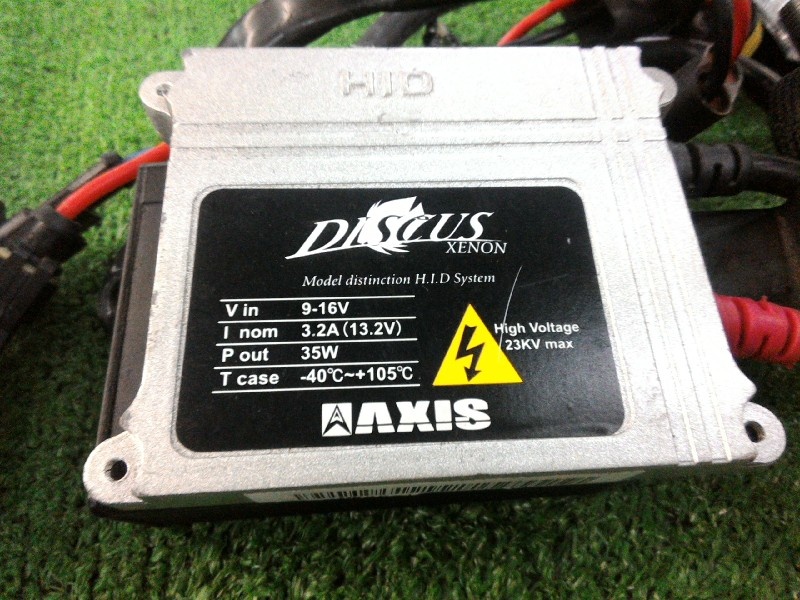 HID
DISCUS
XENON
Model distinction H.I.D System
V in 9-16V
I nom 3.2A(13.2V)
P out 35W
T case -40℃~+105℃
High Voltage
23KV max
AXIS